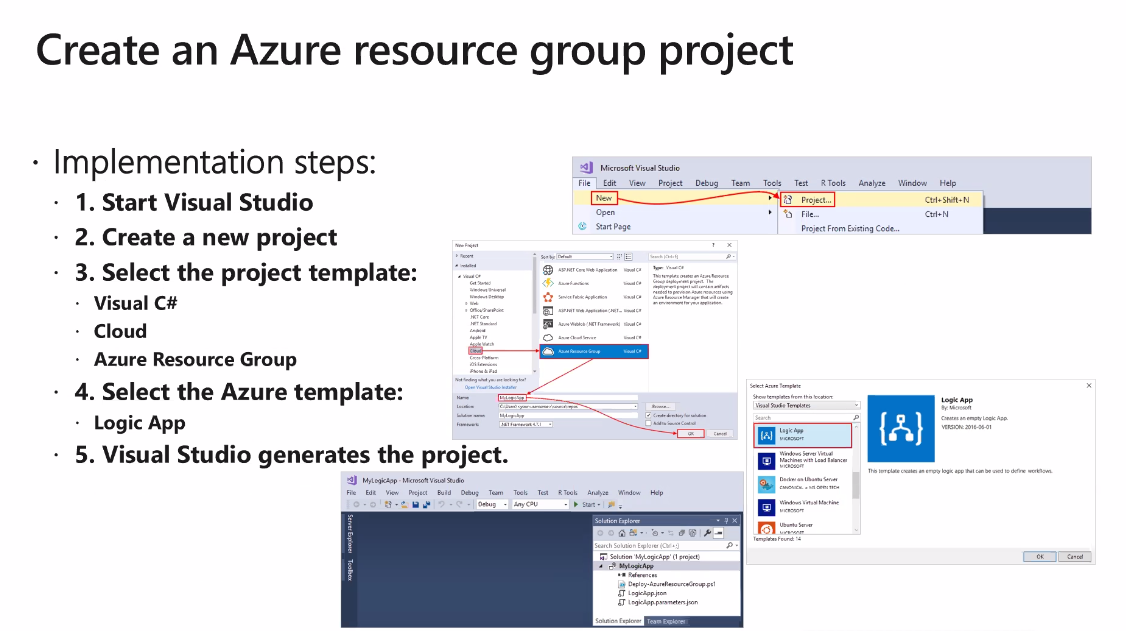 Create an Azure resource group project
· Implementation steps:
· 1. Start Visual Studio
· 2. Create a new project
· 3. Select the project template:
· Visual C#
· Cloud
· Azure Resource Group
· 4. Select the Azure template:
· Logic App
· 5. Visual Studio generates the project.
Microsoft Visual Studio
File Edit View Project Debug Team Tools Test R Tools Analyze Window Help
New
Open
Start Page
Project... Ctrl+Shift+N
File... Ctrl+N
Project From Existing Code...
New Project ? ×
Recent
Installed
Visual C#
Get Started
Windows Universal
Windows Desktop
Web
Office/SharePoint
.NET Core
.NET Standard
Android
Apple TV
Apple Watch
Cloud
Cross-Platform
iOS Extensions
iPhone & iPad
Not finding what you are looking for?
Open Visual Studio Installer
Sort by: Default
ASP.NET Core Web Application Visual C#
Azure Functions Visual C#
Service Fabric Application Visual C#
ASP.NET Web Application (.NET... Visual C#
Azure WebJob (.NET Framework) Visual C#
Azure Cloud Service Visual C#
Azure Resource Group Visual C#
Type: Visual C#
This template creates an Azure Resource
Group deployment project. The
deployment project will contain artifacts
needed to provision Azure resources using
Azure Resource Manager that will create
an environment for your application.
Name: MyLogicApp
Location:
Browse...
Solution name: MyLogicApp
Create directory for solution
Framework:
Add to Source Control
OK Cancel
Select Azure Template ×
Show templates from this location:
Visual Studio Templates
Search
Logic App
MICROSOFT
Windows Server Virtual
Machines with Load Balancer
MICROSOFT
Docker on Ubuntu Server
CANONICAL + MS OPEN TECH
Windows Virtual Machine
MICROSOFT
Ubuntu Server
Templates Found: 14
Logic App
By: Microsoft
Creates an empty Logic App.
VERSION: 2016-06-01
This template creates an empty logic app that can be used to define workflows.
OK Cancel
MyLogicApp - Microsoft Visual Studio
File Edit View Project Build Debug Team Tools Test R Tools Analyze Window Help
Debug Any CPU Start
Server Explorer
Toolbox
Solution Explorer
Search Solution Explorer (Ctrl+;)
Solution 'MyLogicApp' (1 project)
MyLogicApp
References
Deploy-AzureResourceGroup.ps1
LogicApp.json
LogicApp.parameters.json
Solution Explorer Team Explorer